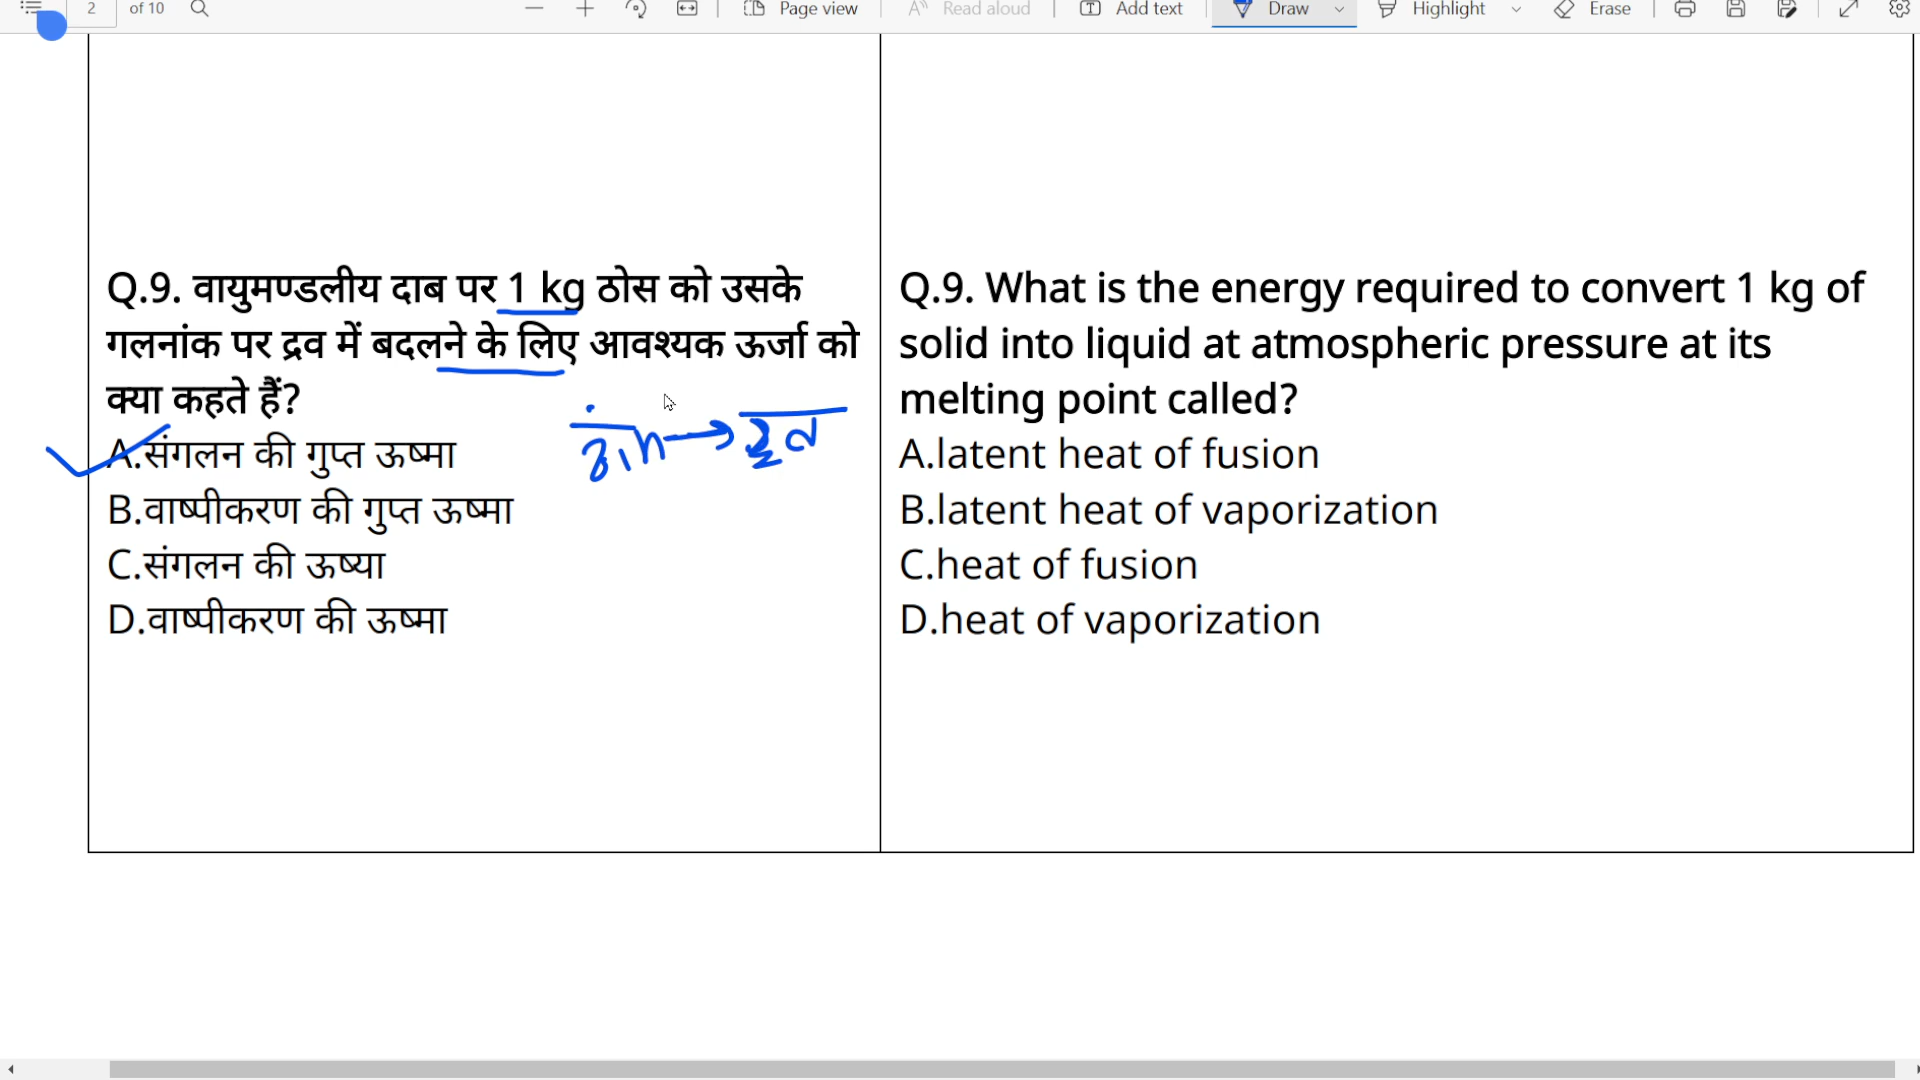 2 of 10 Page view Read aloud Add text Draw Highlight Erase
Q.9. वायुमण्डलीय दाब पर 1 kg ठोस को उसके
गलनांक पर द्रव में बदलने के लिए आवश्यक ऊर्जा को
क्या कहते हैं?
ठोस → द्रव
A.संगलन की गुप्त ऊष्मा
B.वाष्पीकरण की गुप्त ऊष्मा
C.संगलन की ऊष्या
D.वाष्पीकरण की ऊष्मा
Q.9. What is the energy required to convert 1 kg of
solid into liquid at atmospheric pressure at its
melting point called?
A.latent heat of fusion
B.latent heat of vaporization
C.heat of fusion
D.heat of vaporization